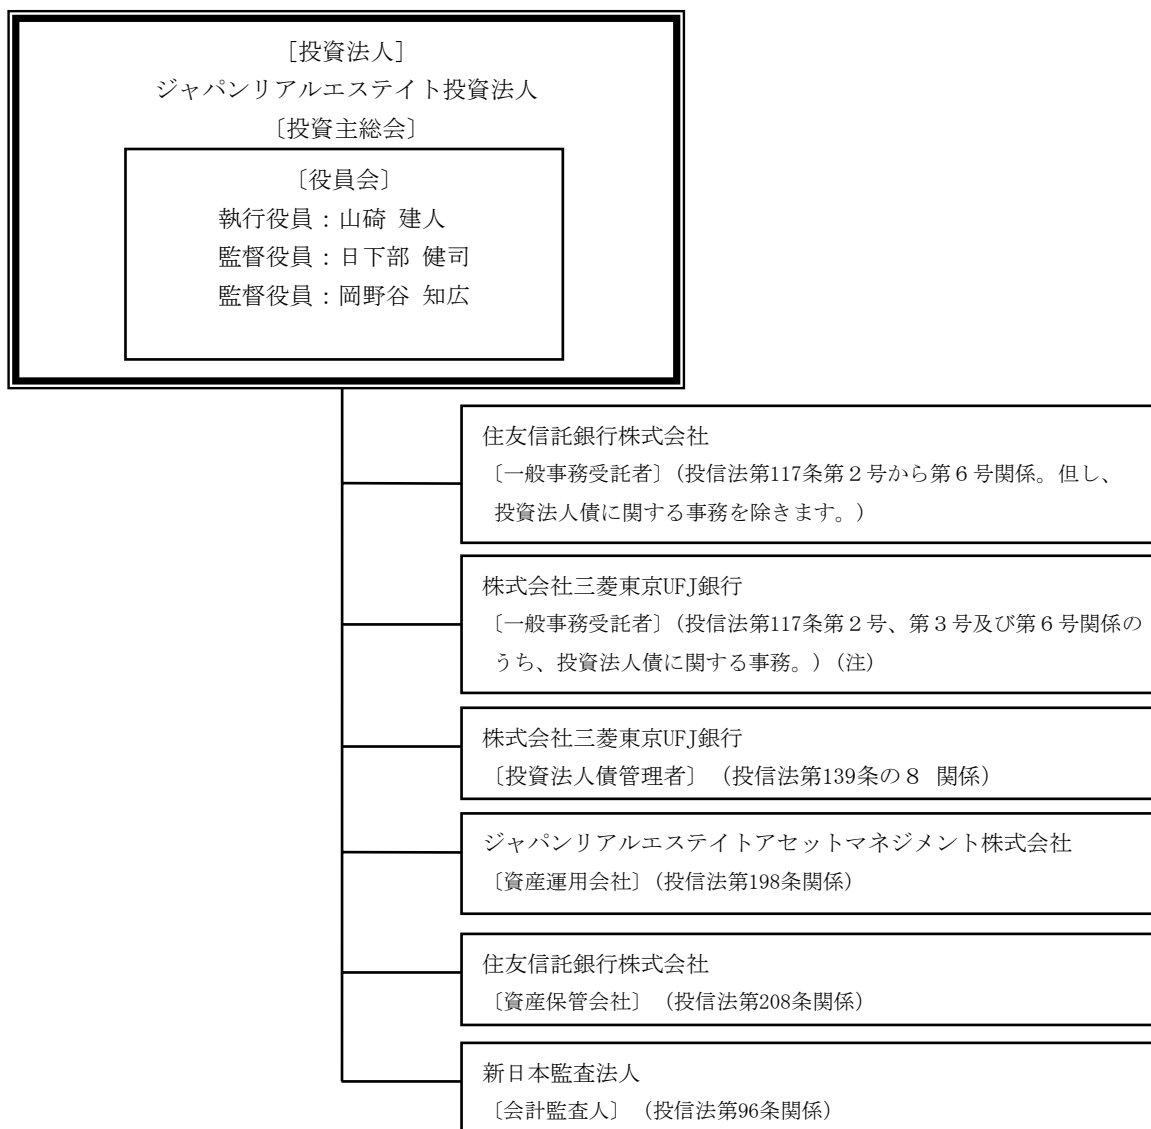 ［投資法人］
ジャパンリアルエステイト投資法人
〔投資主総会〕
〔役員会〕
執行役員：山碕 建人
監督役員：日下部 健司
監督役員：岡野谷 知広
住友信託銀行株式会社
〔一般事務受託者〕（投信法第117条第２号から第６号関係。但し、
投資法人債に関する事務を除きます。）
株式会社三菱東京UFJ銀行
〔一般事務受託者〕（投信法第117条第２号、第３号及び第６号関係の
うち、投資法人債に関する事務。）（注）
株式会社三菱東京UFJ銀行
〔投資法人債管理者〕 （投信法第139条の８ 関係）
ジャパンリアルエステイトアセットマネジメント株式会社
〔資産運用会社〕（投信法第198条関係）
住友信託銀行株式会社
〔資産保管会社〕 （投信法第208条関係）
新日本監査法人
〔会計監査人〕 （投信法第96条関係）